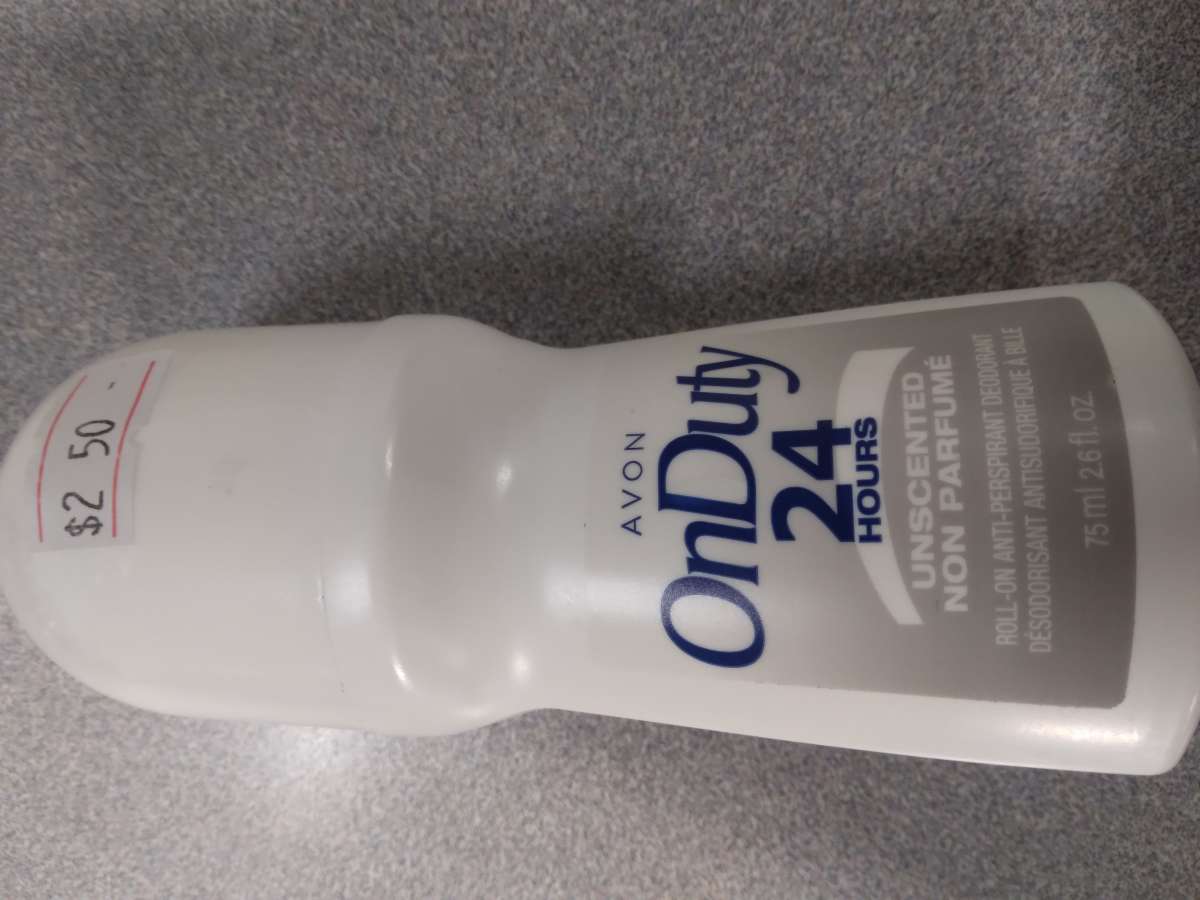 $2 50 -
AVON
OnDuty
24
HOURS
UNSCENTED
NON PARFUMÉ
ROLL-ON ANTI-PERSPIRANT DEODORANT
DÉSODORISANT ANTISUDORIFIQUE À BILLE
75 ml 2.6 fl. oz.